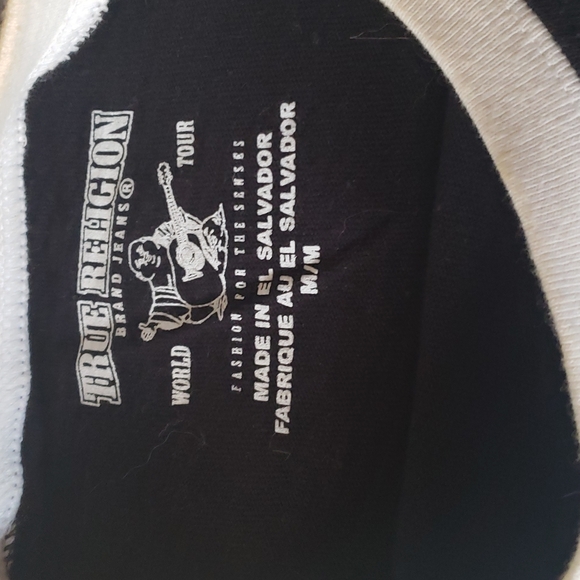 TRUE RELIGION
BRAND JEANS®
WORLD TOUR
FASHION FOR THE SENSES
MADE IN EL SALVADOR
FABRIQUE AU EL SALVADOR
M/M